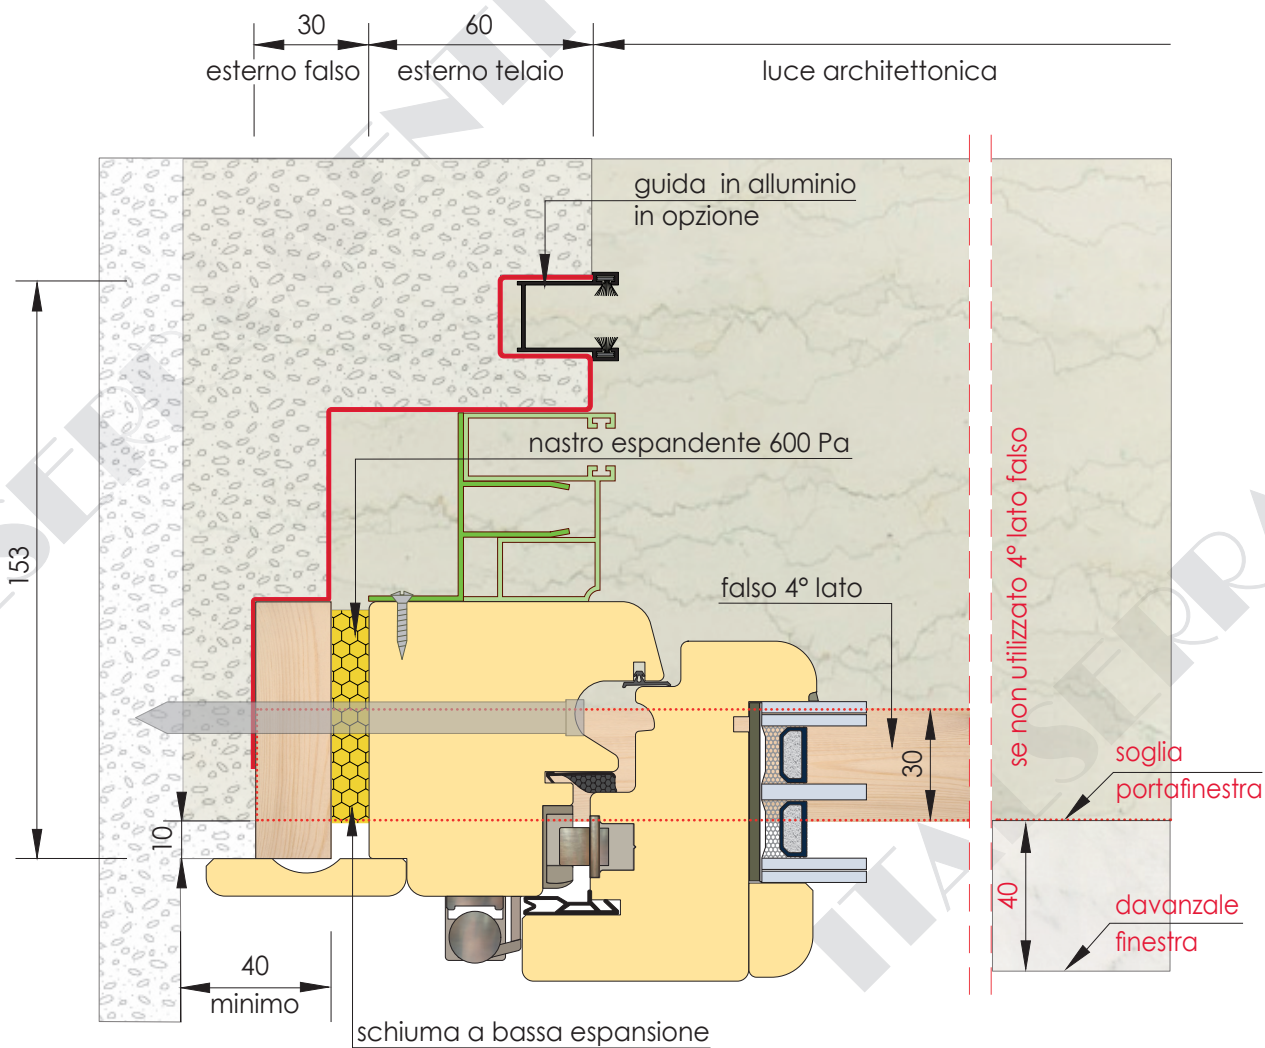 30
60
esterno falso
esterno telaio
luce architettonica
guida in alluminio
in opzione
nastro espandente 600 Pa
153
falso 4° lato
se non utilizzato 4° lato falso
30
soglia
portafinestra
10
40
davanzale
finestra
40
minimo
schiuma a bassa espansione